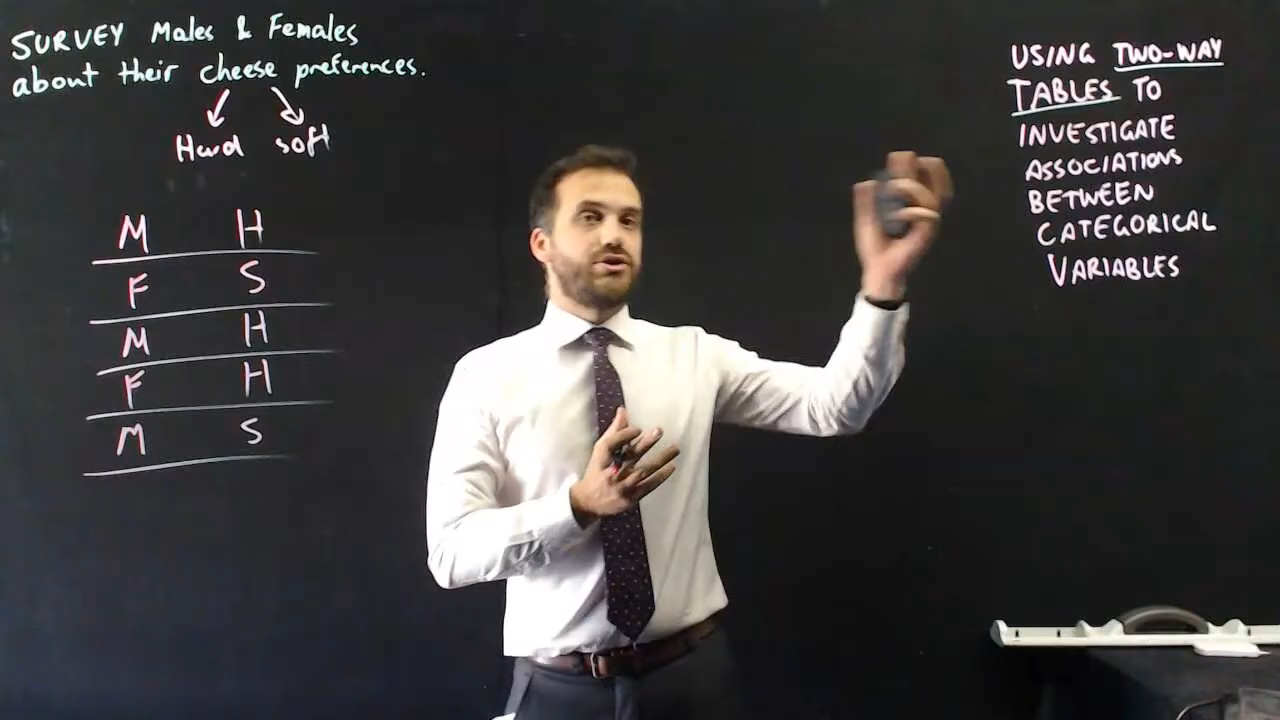 SURVEY Males & Females
about their cheese preferences.
Hard soft
M H
F S
M H
F H
M S
USING TWO-WAY
TABLES TO
INVESTIGATE
ASSOCIATIONS
BETWEEN
CATEGORICAL
VARIABLES